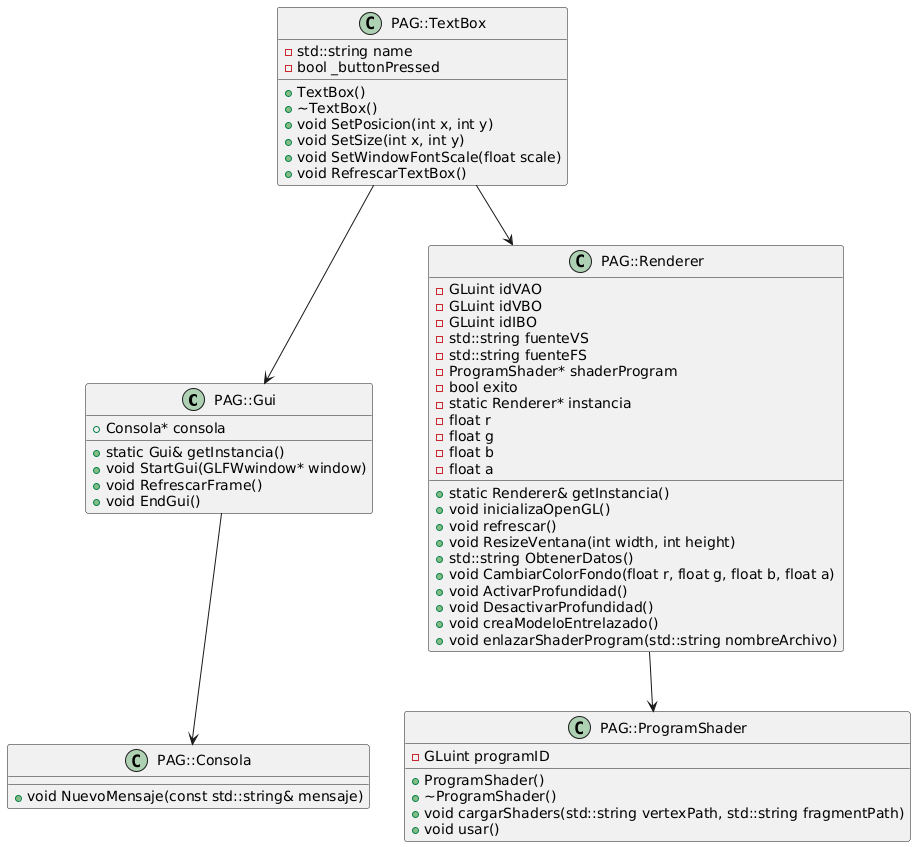 C PAG::TextBox
std::string name
bool _buttonPressed
TextBox()
~TextBox()
void SetPosicion(int x, int y)
void SetSize(int x, int y)
void SetWindowFontScale(float scale)
void RefrescarTextBox()
C PAG::Renderer
GLuint idVAO
GLuint idVBO
GLuint idIBO
std::string fuenteVS
std::string fuenteFS
ProgramShader* shaderProgram
bool exito
static Renderer* instancia
float r
float g
float b
float a
static Renderer& getInstancia()
void inicializaOpenGL()
void refrescar()
void ResizeVentana(int width, int height)
std::string ObtenerDatos()
void CambiarColorFondo(float r, float g, float b, float a)
void ActivarProfundidad()
void DesactivarProfundidad()
void creaModeloEntrelazado()
void enlazarShaderProgram(std::string nombreArchivo)
C PAG::Gui
Consola* consola
static Gui& getInstancia()
void StartGui(GLFWwindow* window)
void RefrescarFrame()
void EndGui()
C PAG::Consola
void NuevoMensaje(const std::string& mensaje)
C PAG::ProgramShader
GLuint programID
ProgramShader()
~ProgramShader()
void cargarShaders(std::string vertexPath, std::string fragmentPath)
void usar()